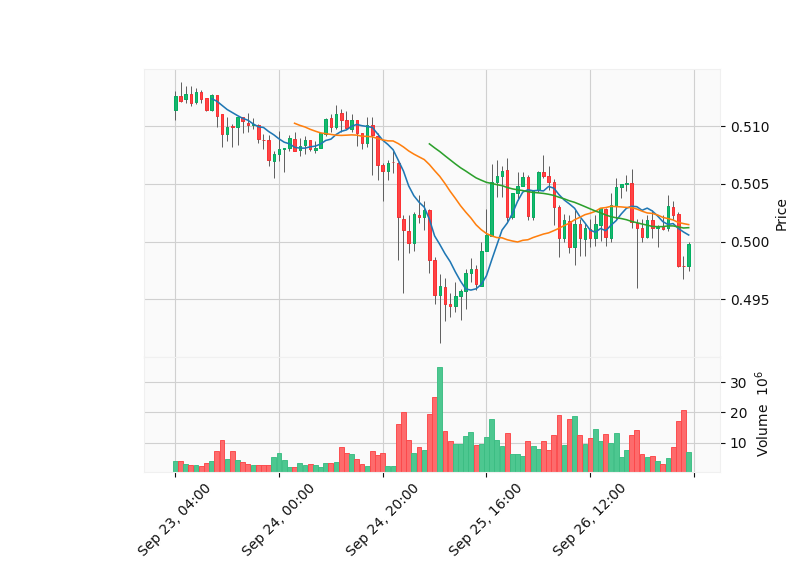 0.510
0.505
0.500
0.495
Price
30
20
10
Volume 10^6
Sep 23, 04:00
Sep 24, 00:00
Sep 24, 20:00
Sep 25, 16:00
Sep 26, 12:00